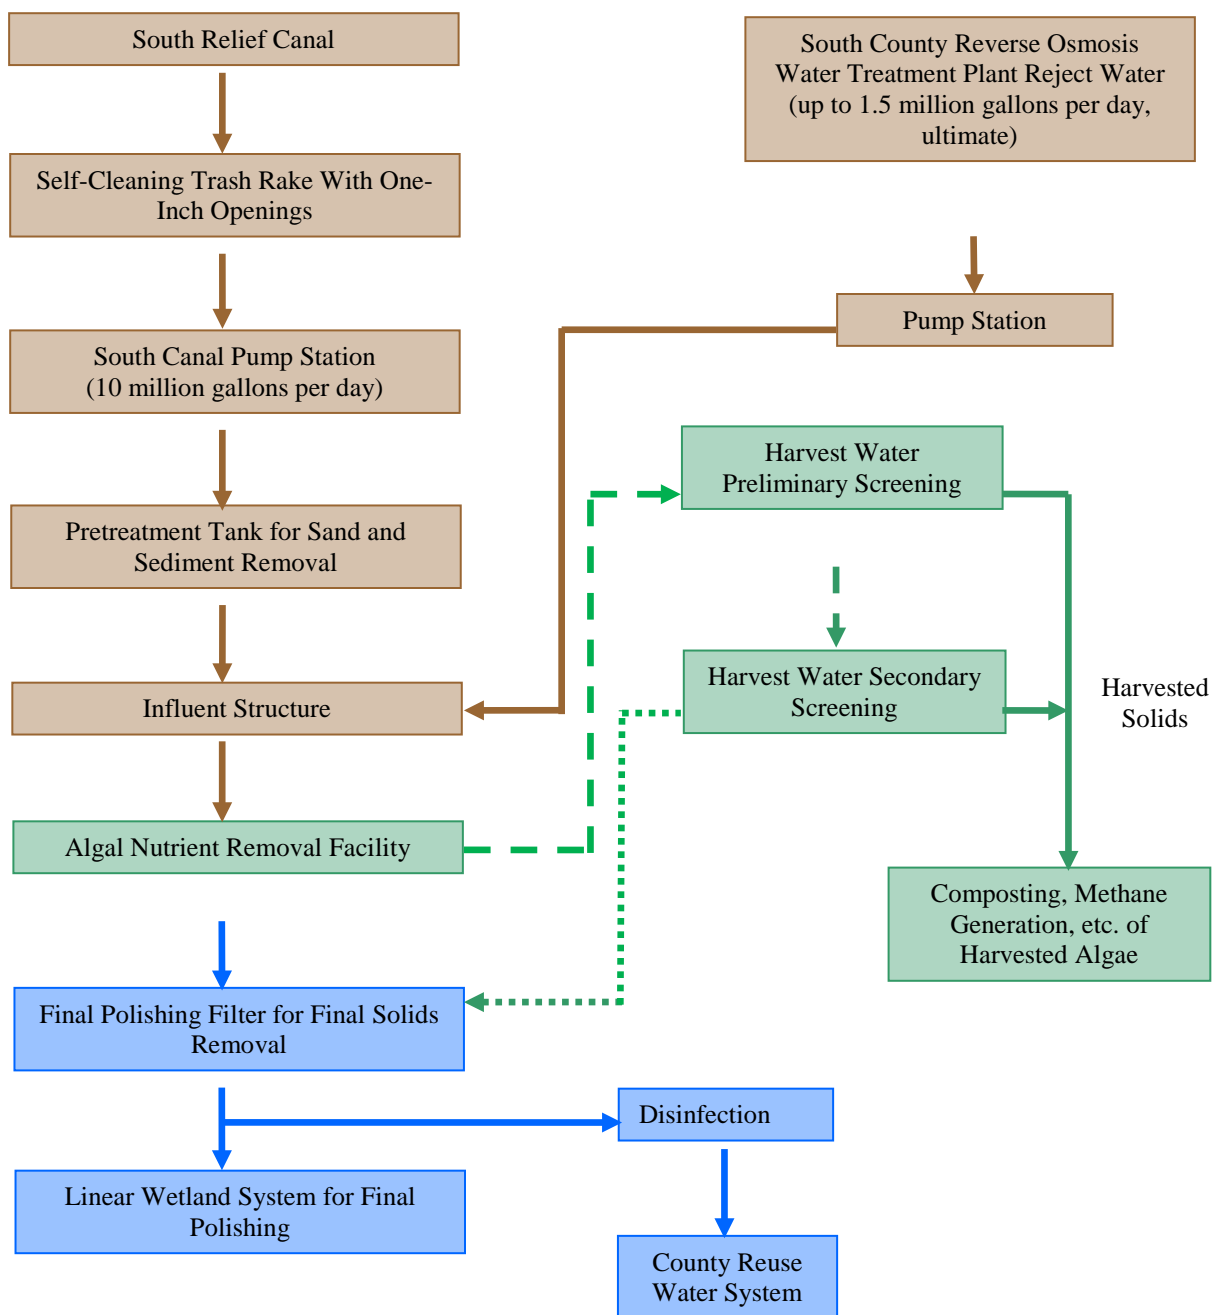 South Relief Canal
South County Reverse Osmosis
Water Treatment Plant Reject Water
(up to 1.5 million gallons per day,
ultimate)
Self-Cleaning Trash Rake With One-
Inch Openings
Pump Station
South Canal Pump Station
(10 million gallons per day)
Harvest Water
Preliminary Screening
Pretreatment Tank for Sand and
Sediment Removal
Harvest Water Secondary
Screening
Harvested
Solids
Influent Structure
Algal Nutrient Removal Facility
Composting, Methane
Generation, etc. of
Harvested Algae
Final Polishing Filter for Final Solids
Removal
Disinfection
Linear Wetland System for Final
Polishing
County Reuse
Water System